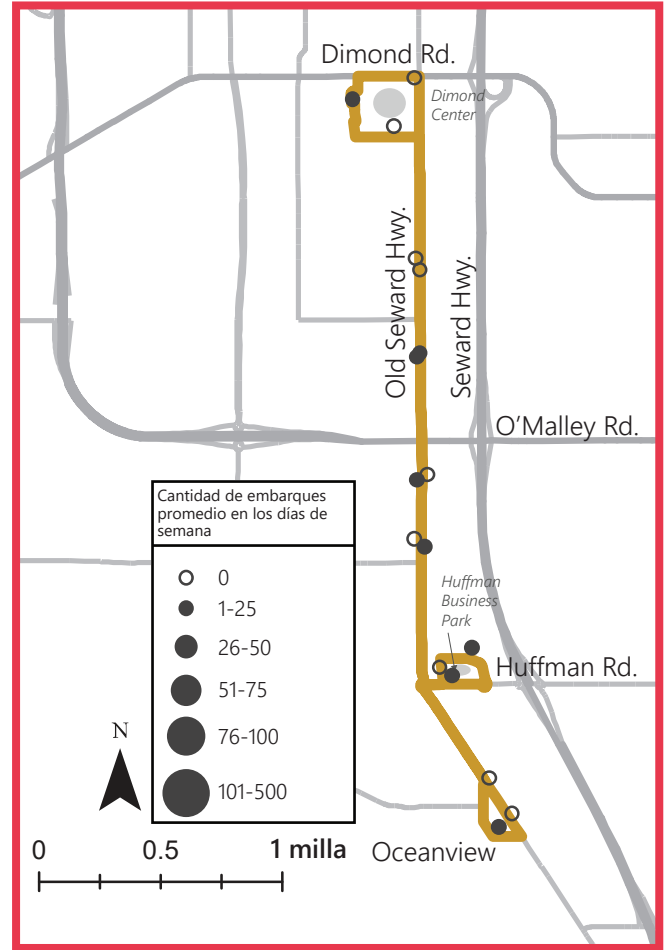 Dimond Rd.
Dimond
Center
Old Seward Hwy.
Seward Hwy.
O'Malley Rd.
Cantidad de embarques
promedio en los días de
semana
0
1-25
26-50
51-75
76-100
101-500
Huffman
Business
Park
Huffman Rd.
N
0 0.5 1 milla
Oceanview